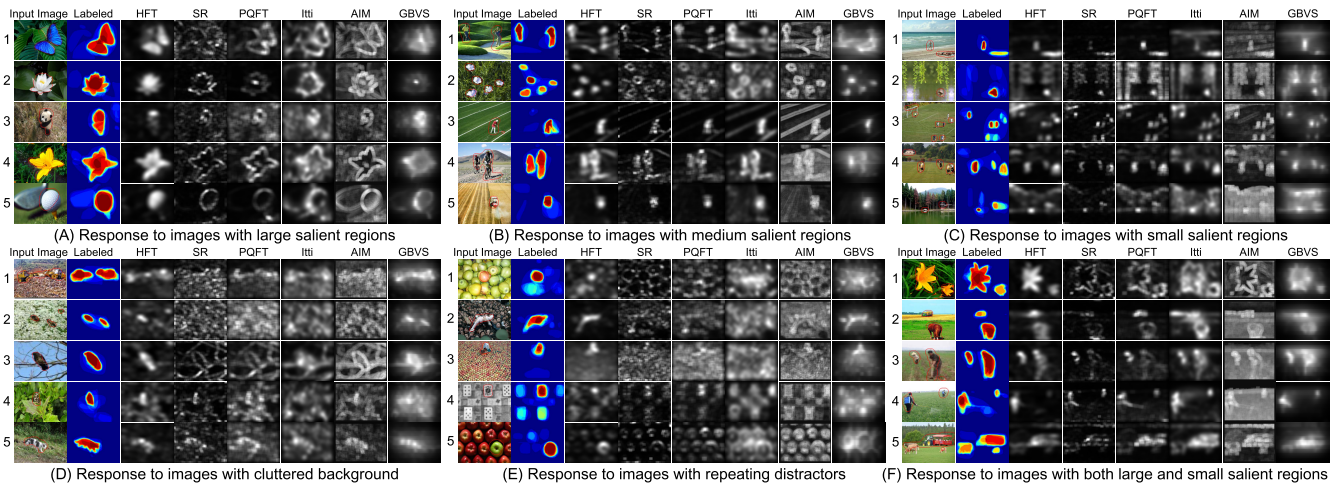 Input Image Labeled HFT SR PQFT Itti AIM GBVS
1
2
3
4
5
(A) Response to images with large salient regions
Input Image Labeled HFT SR PQFT Itti AIM GBVS
1
2
3
4
5
(B) Response to images with medium salient regions
Input Image Labeled HFT SR PQFT Itti AIM GBVS
1
2
3
4
5
(C) Response to images with small salient regions
Input Image Labeled HFT SR PQFT Itti AIM GBVS
1
2
3
4
5
(D) Response to images with cluttered background
Input Image Labeled HFT SR PQFT Itti AIM GBVS
1
2
3
4
5
(E) Response to images with repeating distractors
Input Image Labeled HFT SR PQFT Itti AIM GBVS
1
2
3
4
5
(F) Response to images with both large and small salient regions